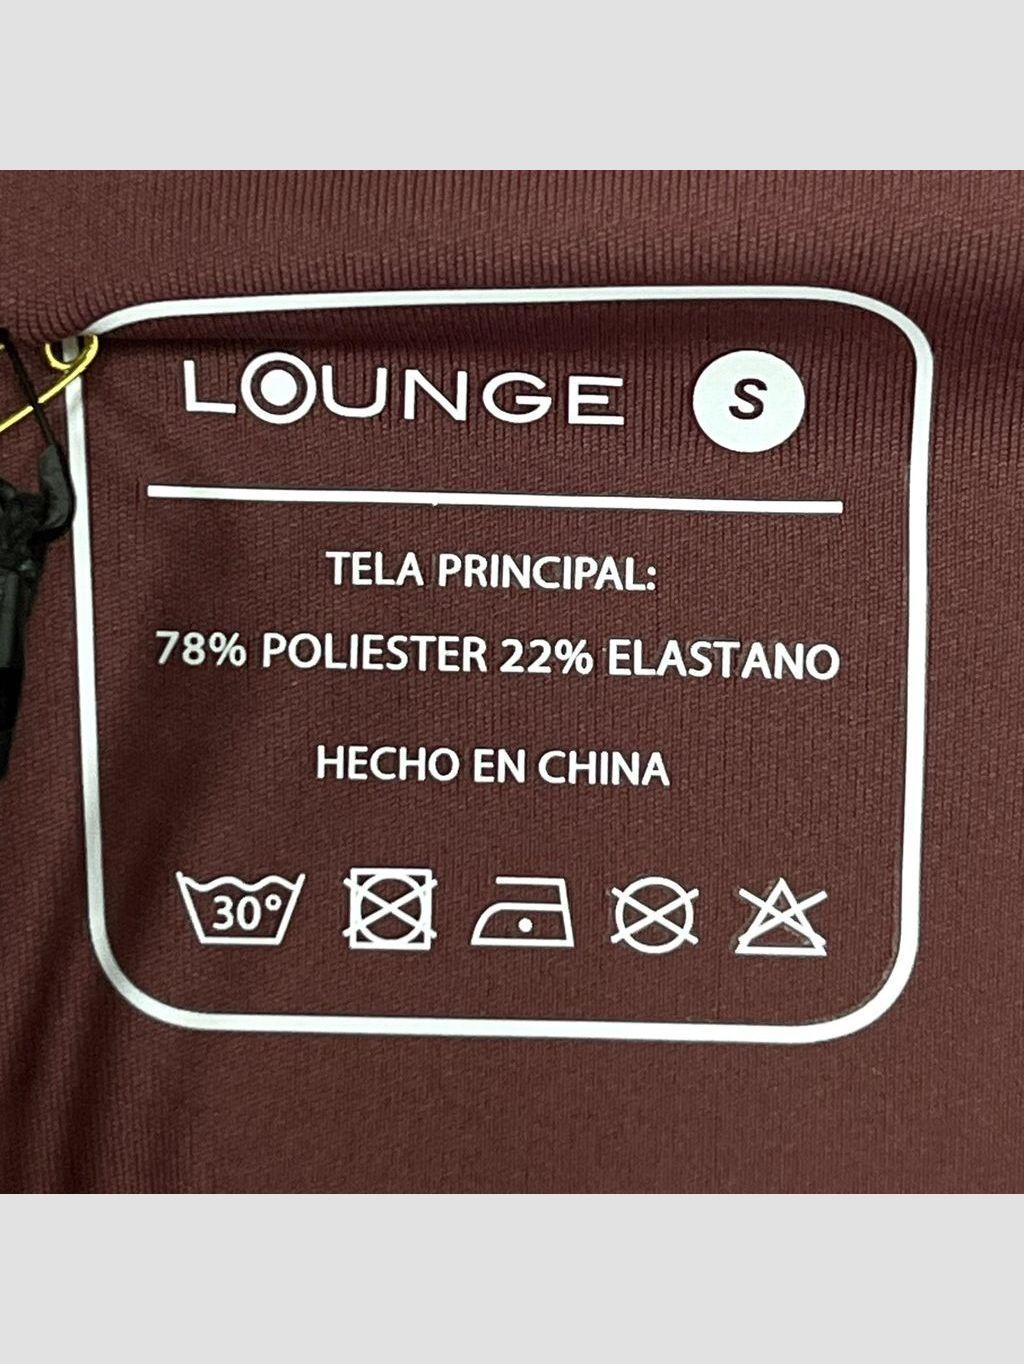 LOUNGE S
TELA PRINCIPAL:
78% POLIESTER 22% ELASTANO
HECHO EN CHINA
30°